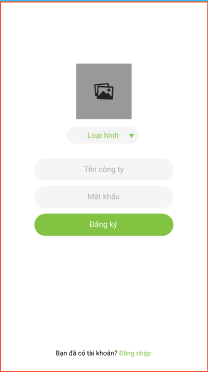 Loại hình
Tên công ty
Mật khẩu
Đăng ký
Bạn đã có tài khoản? Đăng nhập